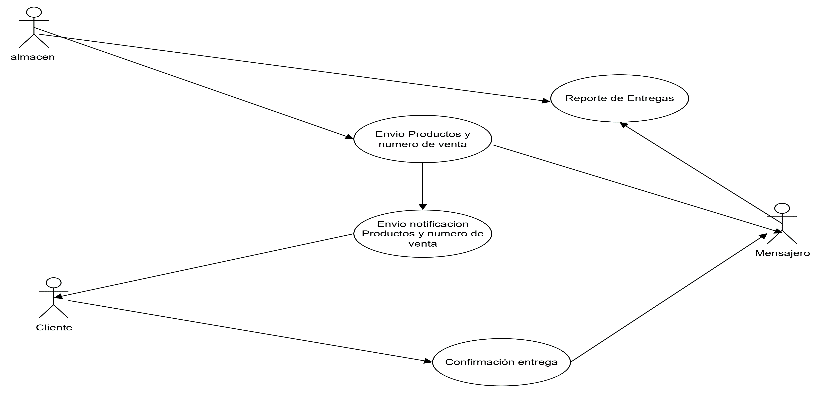 almacen
Reporte de Entregas
Envio Productos y
numero de venta
Envio notificacion
Productos y numero de
venta
Mensajero
Cliente
Confirmación entrega